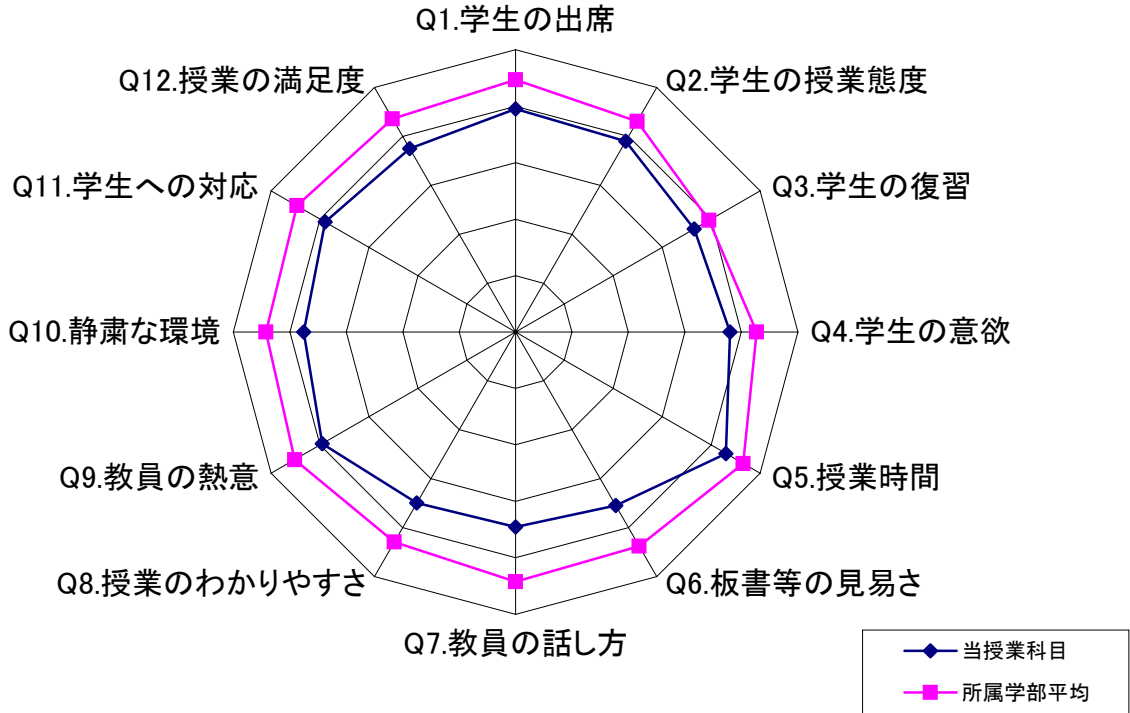 Q1.学生の出席
Q2.学生の授業態度
Q3.学生の復習
Q4.学生の意欲
Q5.授業時間
Q6.板書等の見易さ
Q7.教員の話し方
Q8.授業のわかりやすさ
Q9.教員の熱意
Q10.静粛な環境
Q11.学生への対応
Q12.授業の満足度
当授業科目
所属学部平均